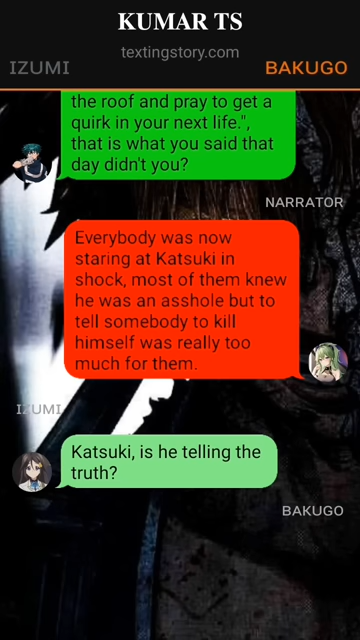 KUMAR TS
textingstory.com
IZUMI
BAKUGO
the roof and pray to get a
quirk in your next life.",
that is what you said that
day didn't you?
NARRATOR
Everybody was now
staring at Katsuki in
shock, most of them knew
he was an asshole but to
tell somebody to kill
himself was really too
much for them.
IZUMI
Katsuki, is he telling the
truth?
BAKUGO